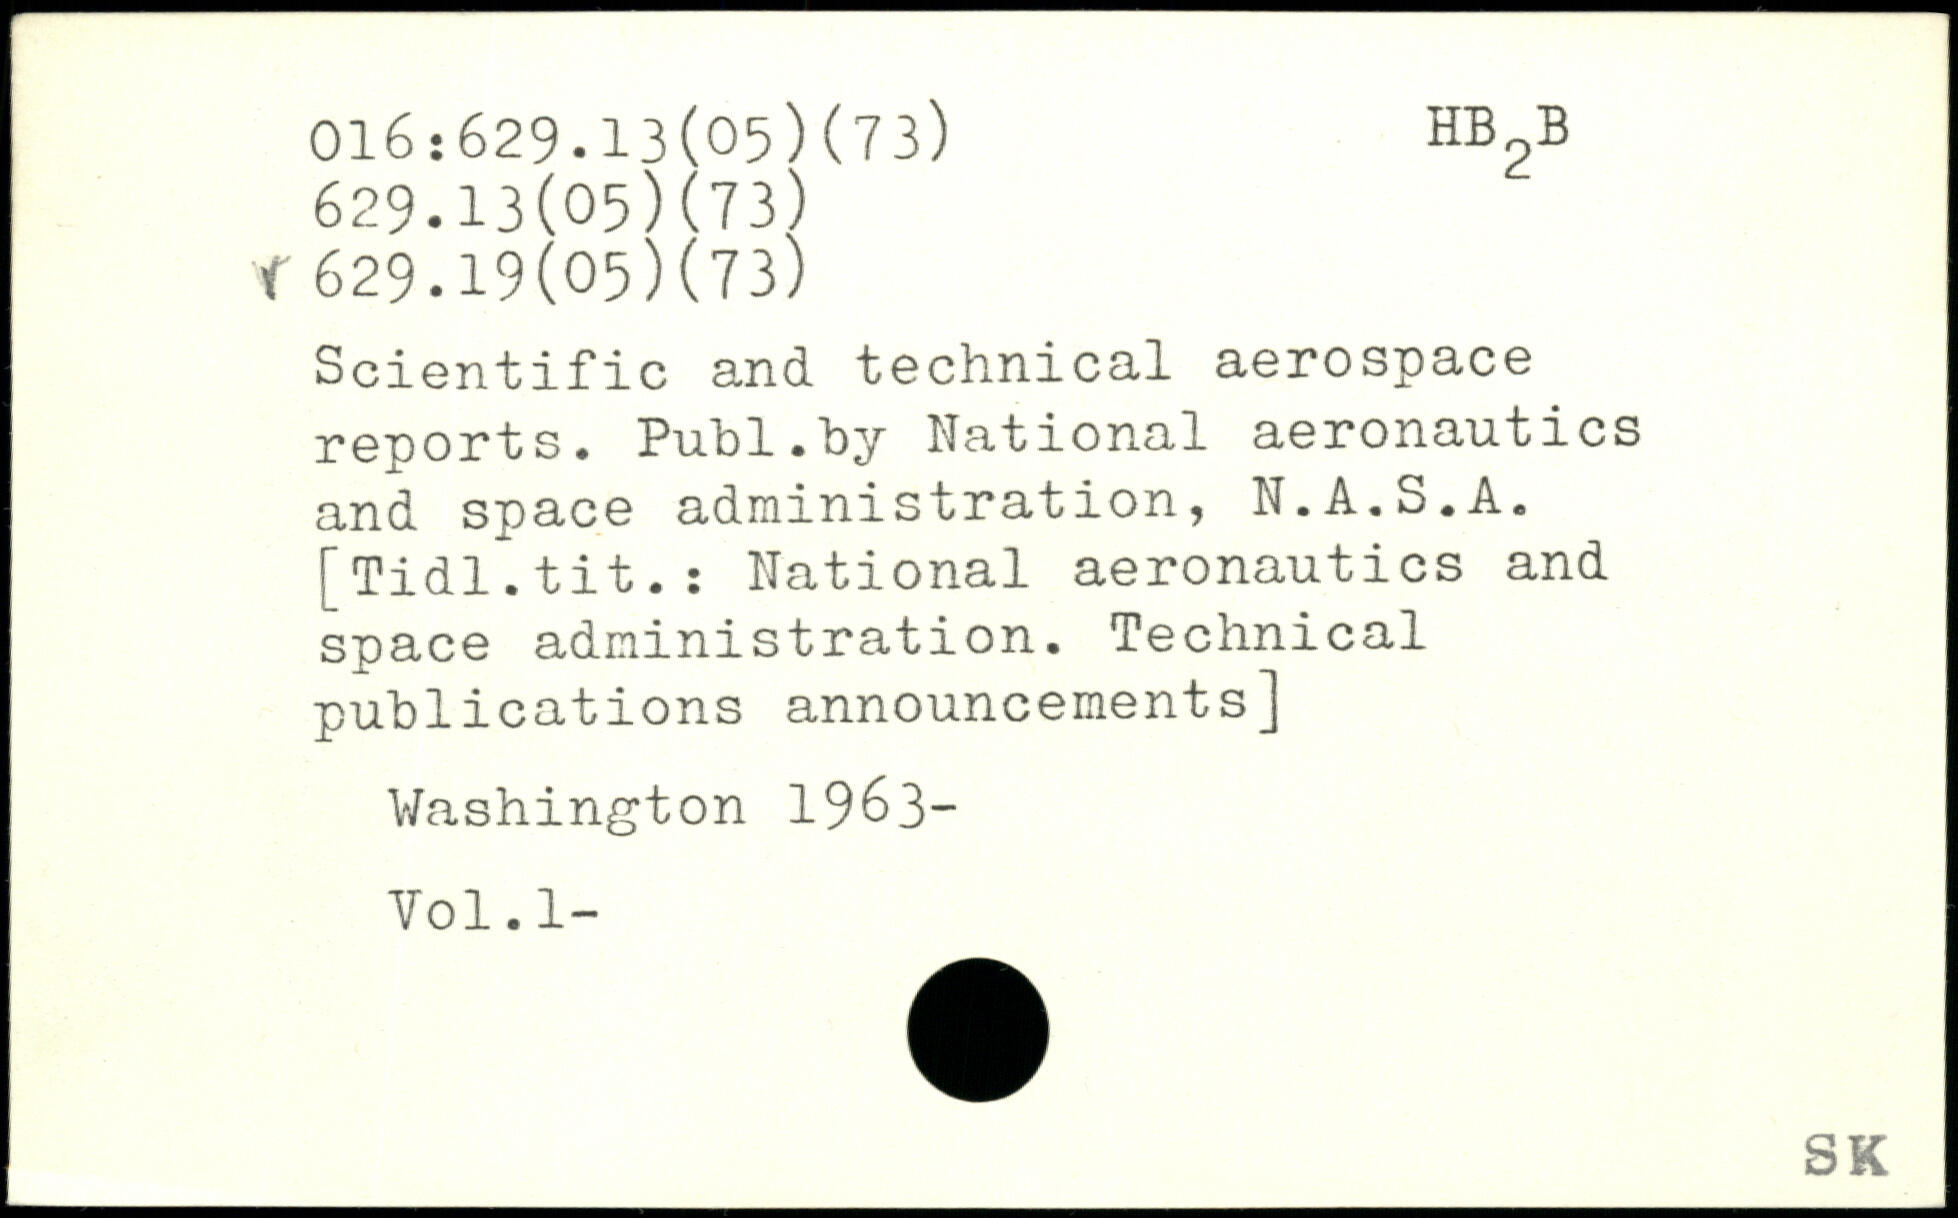 016:629.13(05)(73) HB₂B
629.13(05)(73)
629.19(05)(73)
Scientific and technical aerospace
reports. Publ.by National aeronautics
and space administration, N.A.S.A.
[Tidl.tit.: National aeronautics and
space administration. Technical
publications announcements]
Washington 1963-
Vol.1-
SK